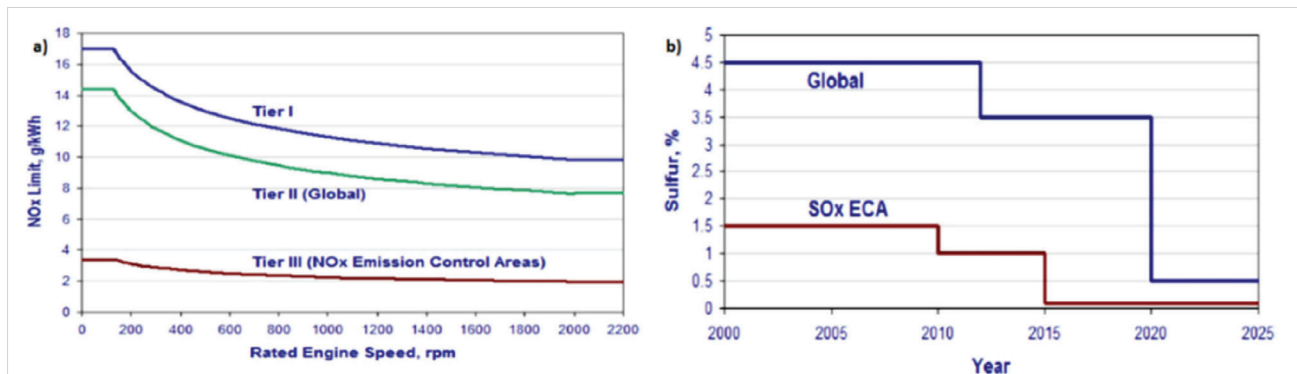 a)
18
16
14
12
10
8
6
4
2
0
NOx Limit, g/kWh
Tier I
Tier II (Global)
Tier III (NOx Emission Control Areas)
0 200 400 600 800 1000 1200 1400 1600 1800 2000 2200
Rated Engine Speed, rpm
b)
5
4.5
4
3.5
3
2.5
2
1.5
1
0.5
0
Sulfur, %
Global
SOx ECA
2000 2005 2010 2015 2020 2025
Year